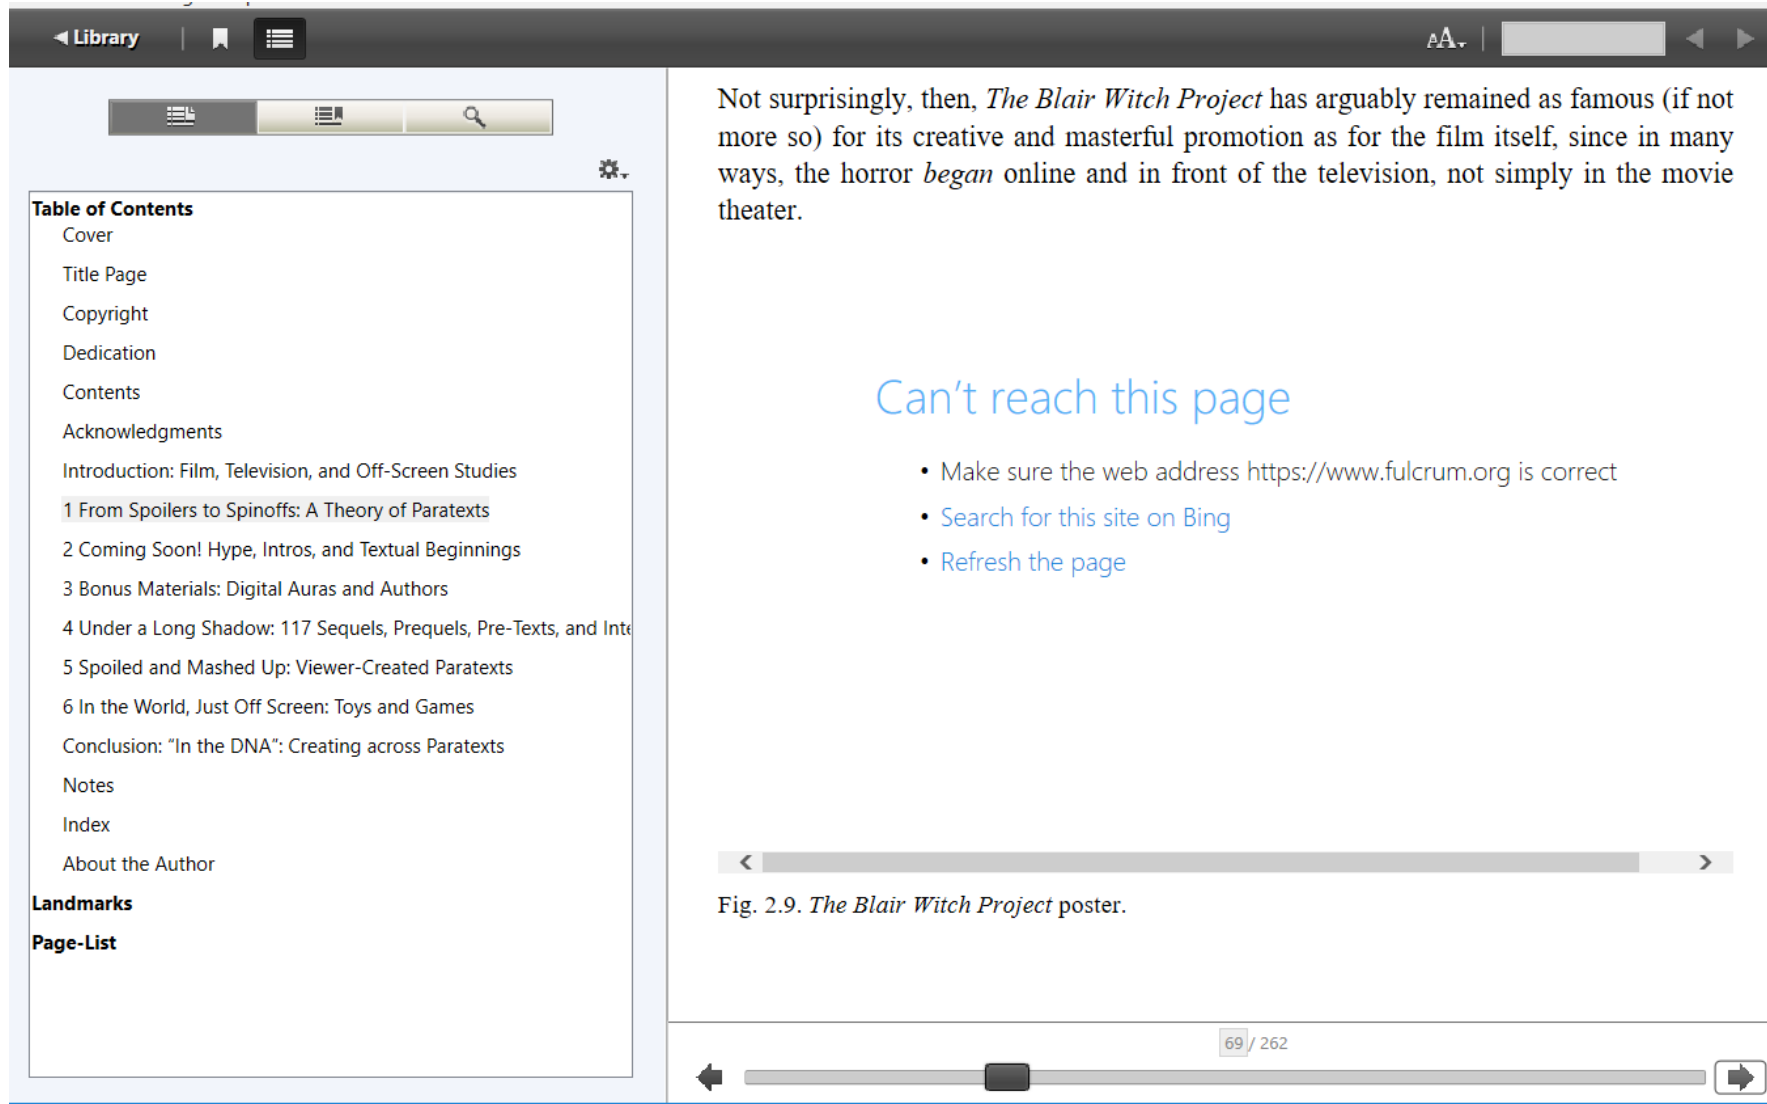 Library
AA
Table of Contents
Cover
Title Page
Copyright
Dedication
Contents
Acknowledgments
Introduction: Film, Television, and Off-Screen Studies
1 From Spoilers to Spinoffs: A Theory of Paratexts
2 Coming Soon! Hype, Intros, and Textual Beginnings
3 Bonus Materials: Digital Auras and Authors
4 Under a Long Shadow: 117 Sequels, Prequels, Pre-Texts, and Inte
5 Spoiled and Mashed Up: Viewer-Created Paratexts
6 In the World, Just Off Screen: Toys and Games
Conclusion: “In the DNA”: Creating across Paratexts
Notes
Index
About the Author
Landmarks
Page-List
Not surprisingly, then, The Blair Witch Project has arguably remained as famous (if not
more so) for its creative and masterful promotion as for the film itself, since in many
ways, the horror began online and in front of the television, not simply in the movie
theater.
Can’t reach this page
• Make sure the web address https://www.fulcrum.org is correct
• Search for this site on Bing
• Refresh the page
Fig. 2.9. The Blair Witch Project poster.
69 / 262